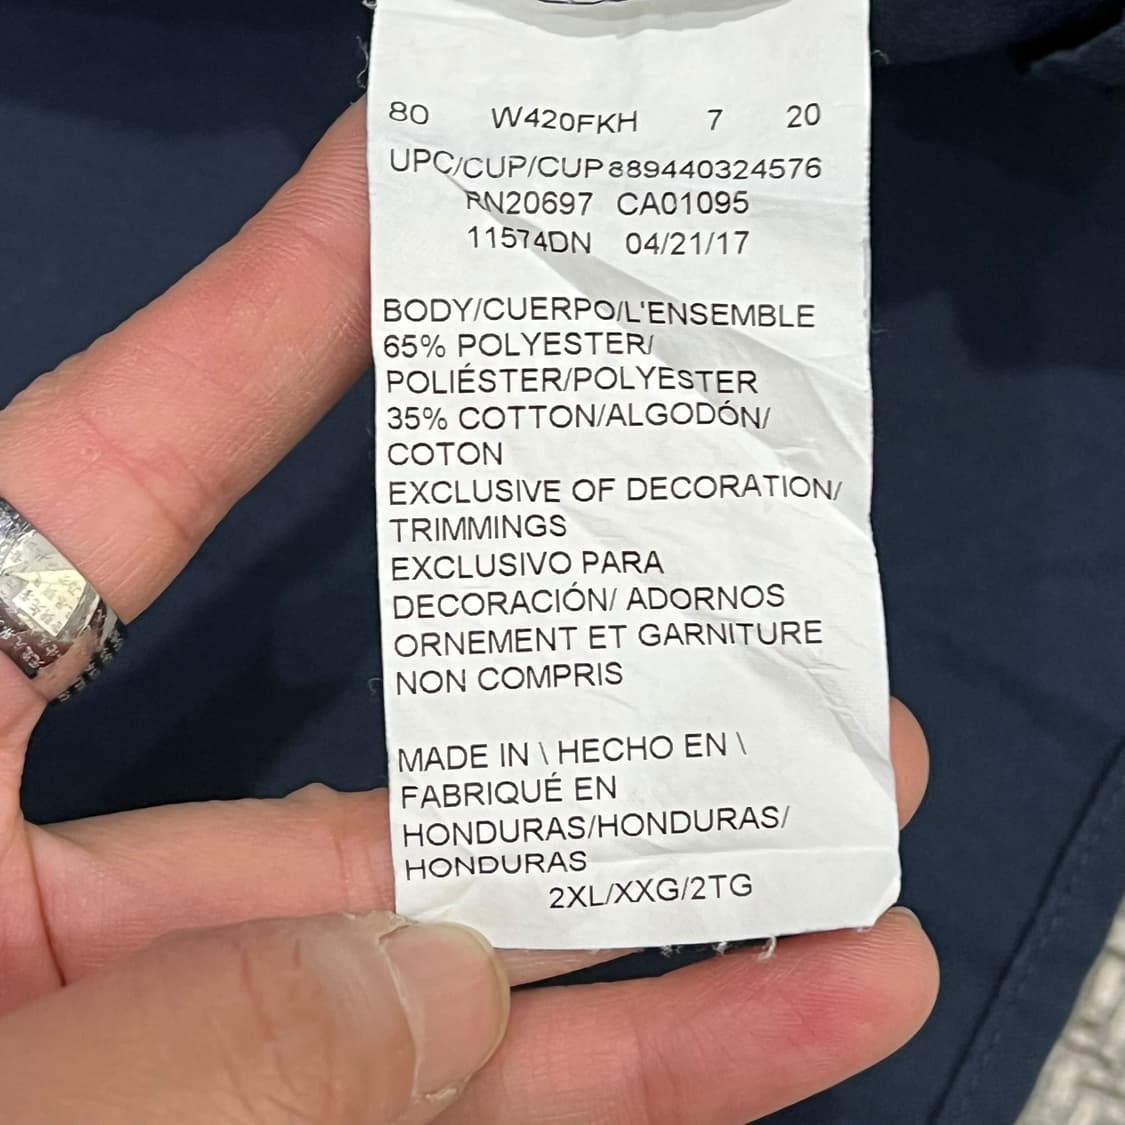 80 W420FKH 7 20
UPC/CUP/CUP 889440324576
RN20697 CA01095
11574DN 04/21/17
BODY/CUERPO/L'ENSEMBLE
65% POLYESTER/
POLIÉSTER/POLYESTER
35% COTTON/ALGODÓN/
COTON
EXCLUSIVE OF DECORATION/
TRIMMINGS
EXCLUSIVO PARA
DECORACIÓN/ ADORNOS
ORNEMENT ET GARNITURE
NON COMPRIS
MADE IN \ HECHO EN \
FABRIQUÉ EN
HONDURAS/HONDURAS/
HONDURAS
2XL/XXG/2TG